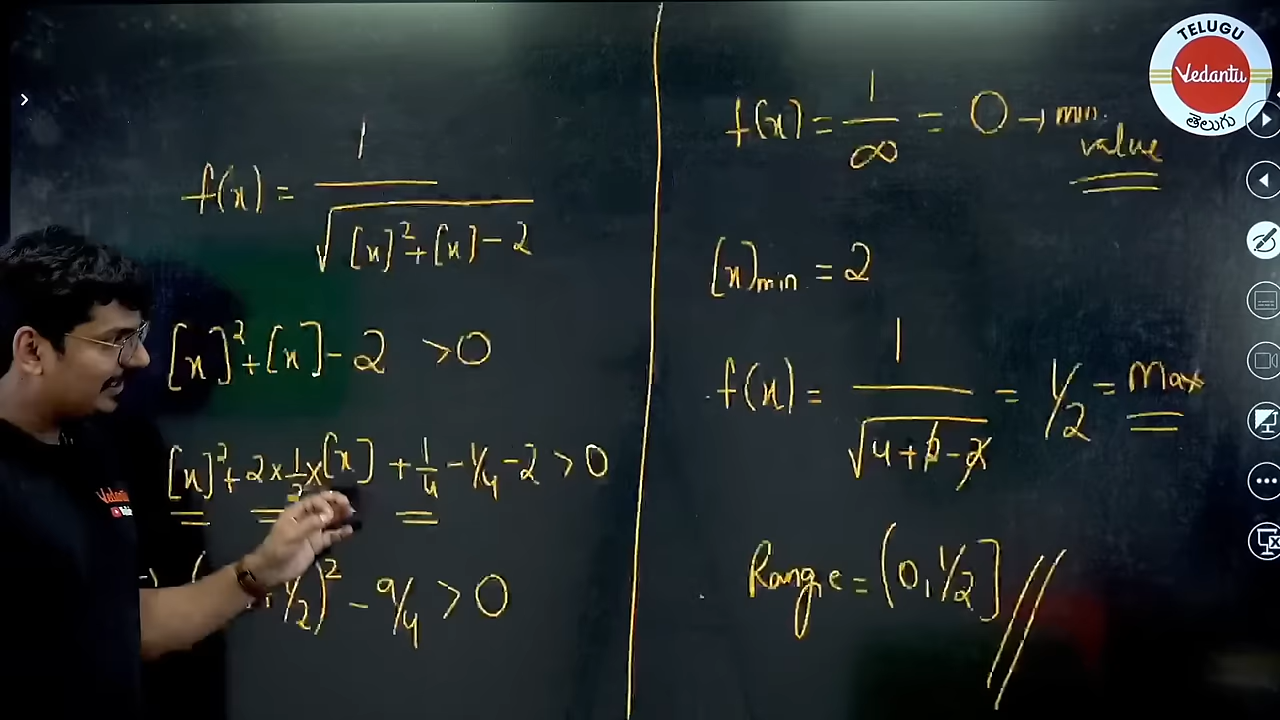 f(x) = 1 / √([x]² + [x] - 2)
[x]² + [x] - 2 > 0
[x]² + 2 × 1/2 × [x] + 1/4 - 1/4 - 2 > 0
1/2)² - 9/4 > 0
f(x) = 1/∞ = 0 → min. value
[x]min = 2
f(x) = 1 / √(4 + 2 - 2) = 1/2 = Max
Range = (0, 1/2]
TELUGU
Vedantu
తెలుగు
Vedantu